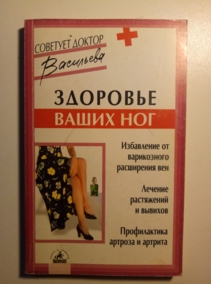 СОВЕТУЕТ ДОКТОР
Васильева
ЗДОРОВЬЕ
ВАШИХ НОГ
Избавление от
варикозного
расширения вен
Лечение
растяжений
и вывихов
Профилактика
артроза и артрита